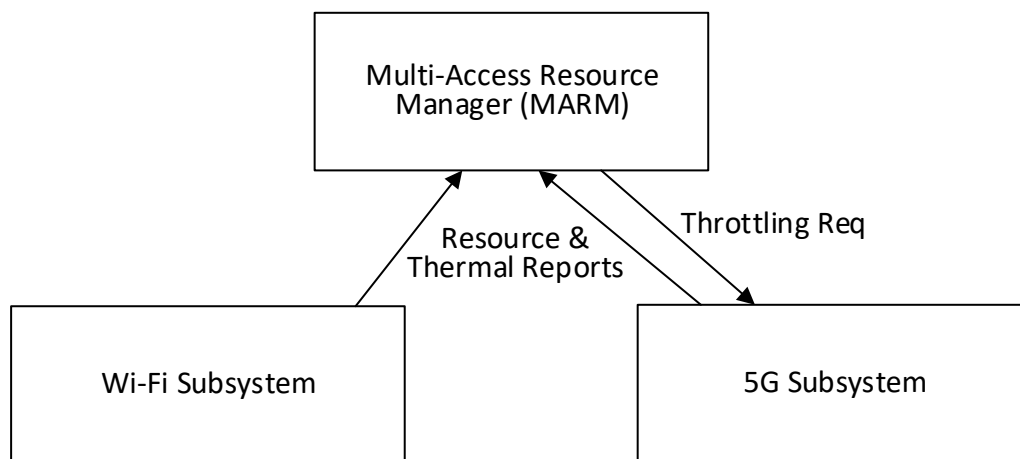 Multi-Access Resource
Manager (MARM)
Throttling Req
Resource &
Thermal Reports
Wi-Fi Subsystem
5G Subsystem